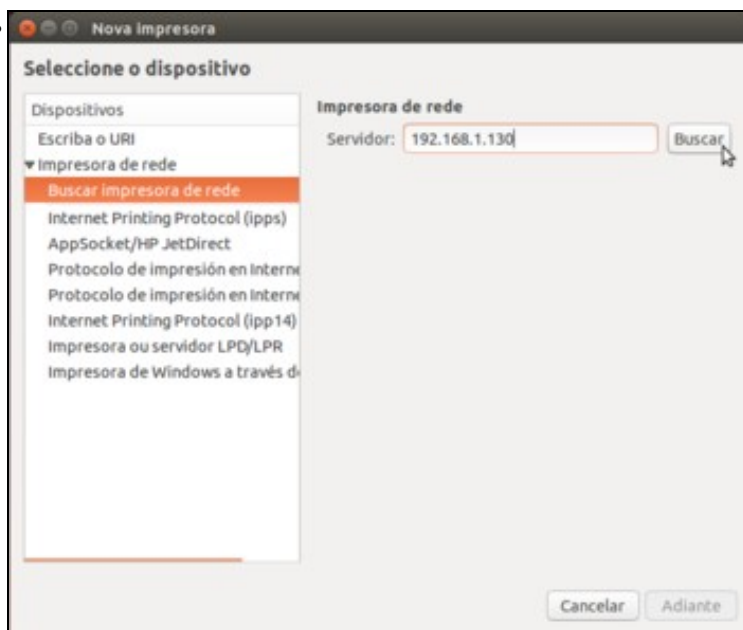 Nova Impresora
Seleccione o dispositivo
Dispositivos
Escriba o URI
Impresora de rede
Buscar impresora de rede
Internet Printing Protocol (ipps)
AppSocket/HP JetDirect
Protocolo de impresión en Interne
Protocolo de impresión en Interne
Internet Printing Protocol (ipp14)
Impresora ou servidor LPD/LPR
Impresora de Windows a través d
Impresora de rede
Servidor: 192.168.1.130 Buscar
Cancelar Adiante